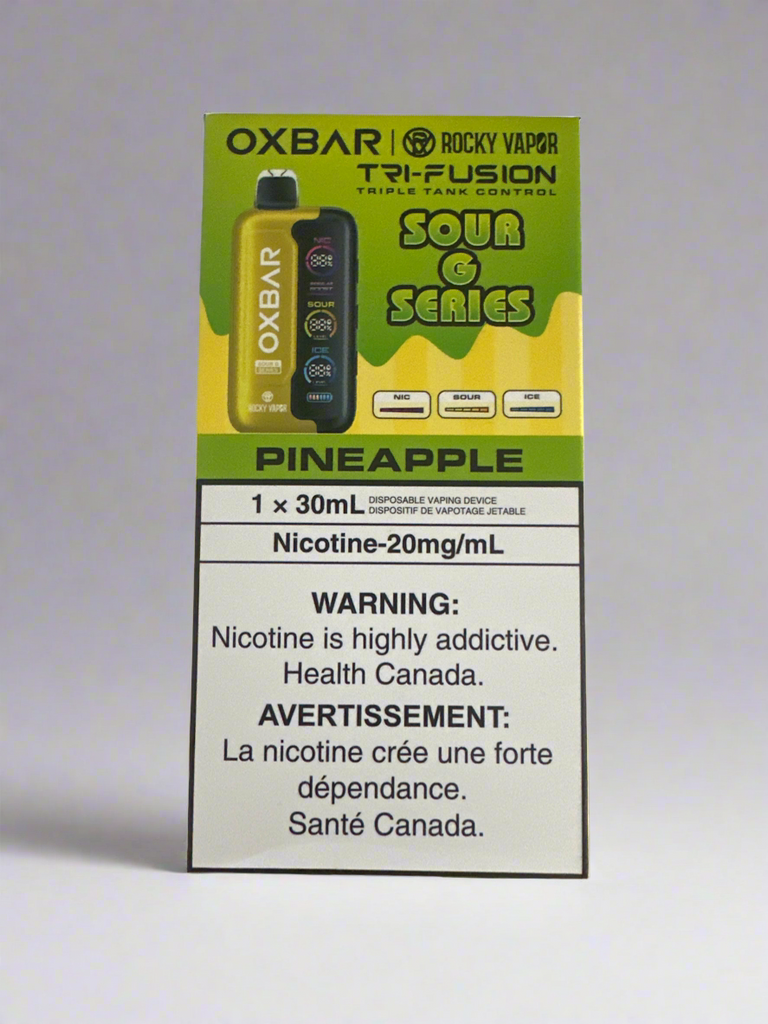 OXBAR | ROCKY VAPOR
TRI-FUSION
TRIPLE TANK CONTROL
SOUR
G
SERIES
OXBAR
ROCKY VAPOR
NIC
SOUR
ICE
NIC SOUR ICE
PINEAPPLE
1 × 30mL DISPOSABLE VAPING DEVICE
DISPOSITIF DE VAPOTAGE JETABLE
Nicotine-20mg/mL
WARNING:
Nicotine is highly addictive.
Health Canada.
AVERTISSEMENT:
La nicotine crée une forte
dépendance.
Santé Canada.